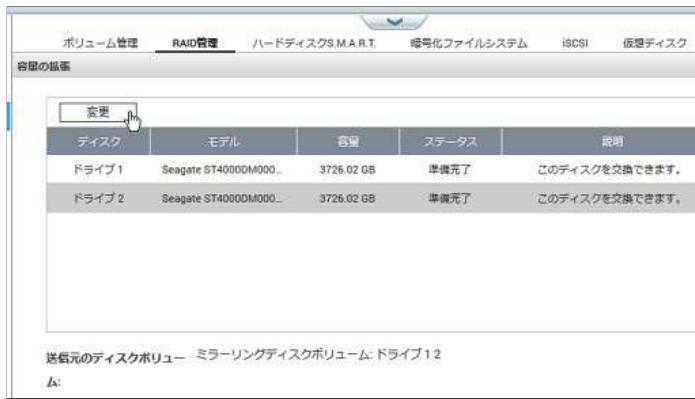 ボリューム管理 RAID管理 ハードディスクS.M.A.R.T. 暗号化ファイルシステム iSCSI 仮想ディスク
容量の拡張
変更
ディスク モデル 容量 ステータス 説明
ドライブ 1 Seagate ST4000DM000... 3726.02 GB 準備完了 このディスクを交換できます。
ドライブ 2 Seagate ST4000DM000... 3726.02 GB 準備完了 このディスクを交換できます。
送信元のディスクボリュー ミラーリングディスクボリューム: ドライブ 1 2
ム: